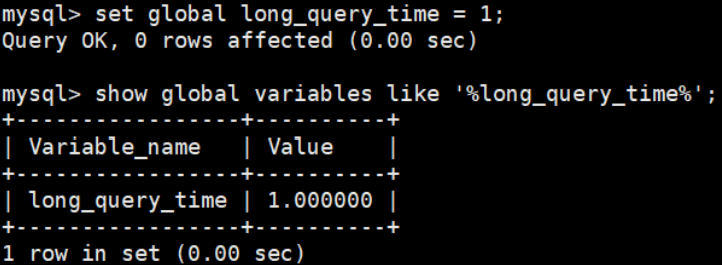 mysql> set global long_query_time = 1;
Query OK, 0 rows affected (0.00 sec)
mysql> show global variables like '%long_query_time%';
+-----------------+----------+
| Variable_name   | Value    |
+-----------------+----------+
| long_query_time | 1.000000 |
+-----------------+----------+
1 row in set (0.00 sec)